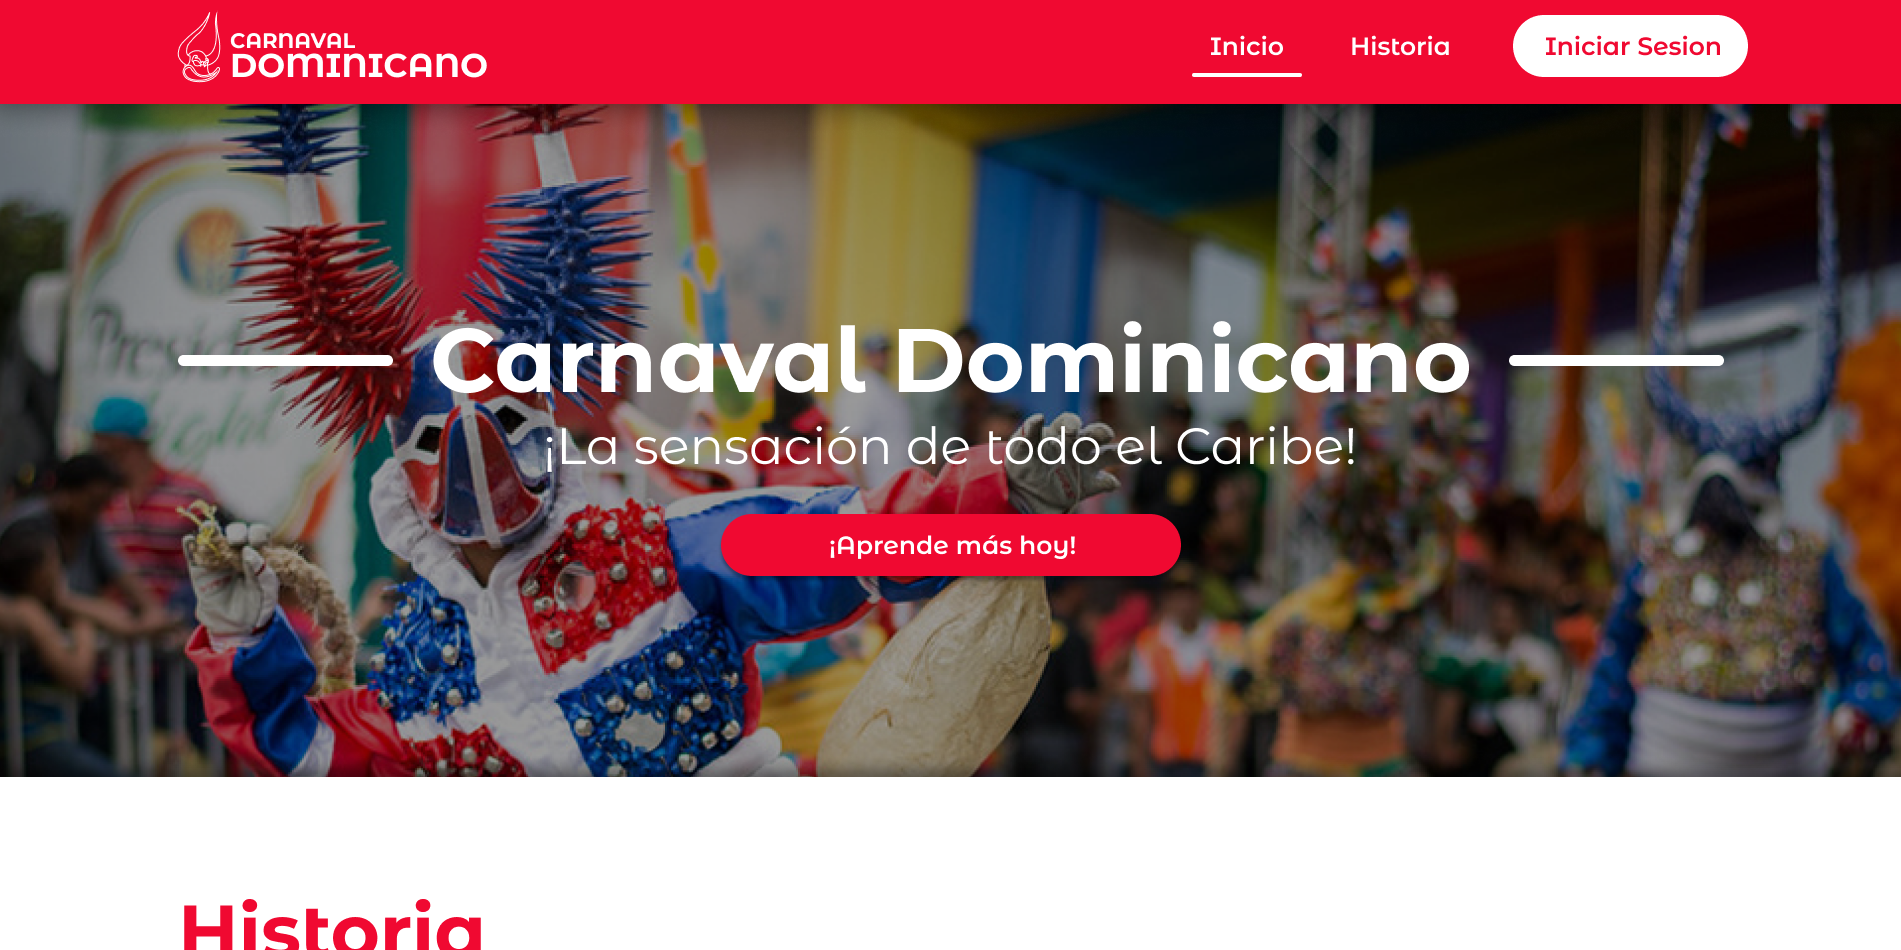 CARNAVAL
DOMINICANO
Inicio
Historia
Iniciar Sesion
Carnaval Dominicano
¡La sensación de todo el Caribe!
¡Aprende más hoy!
Historia